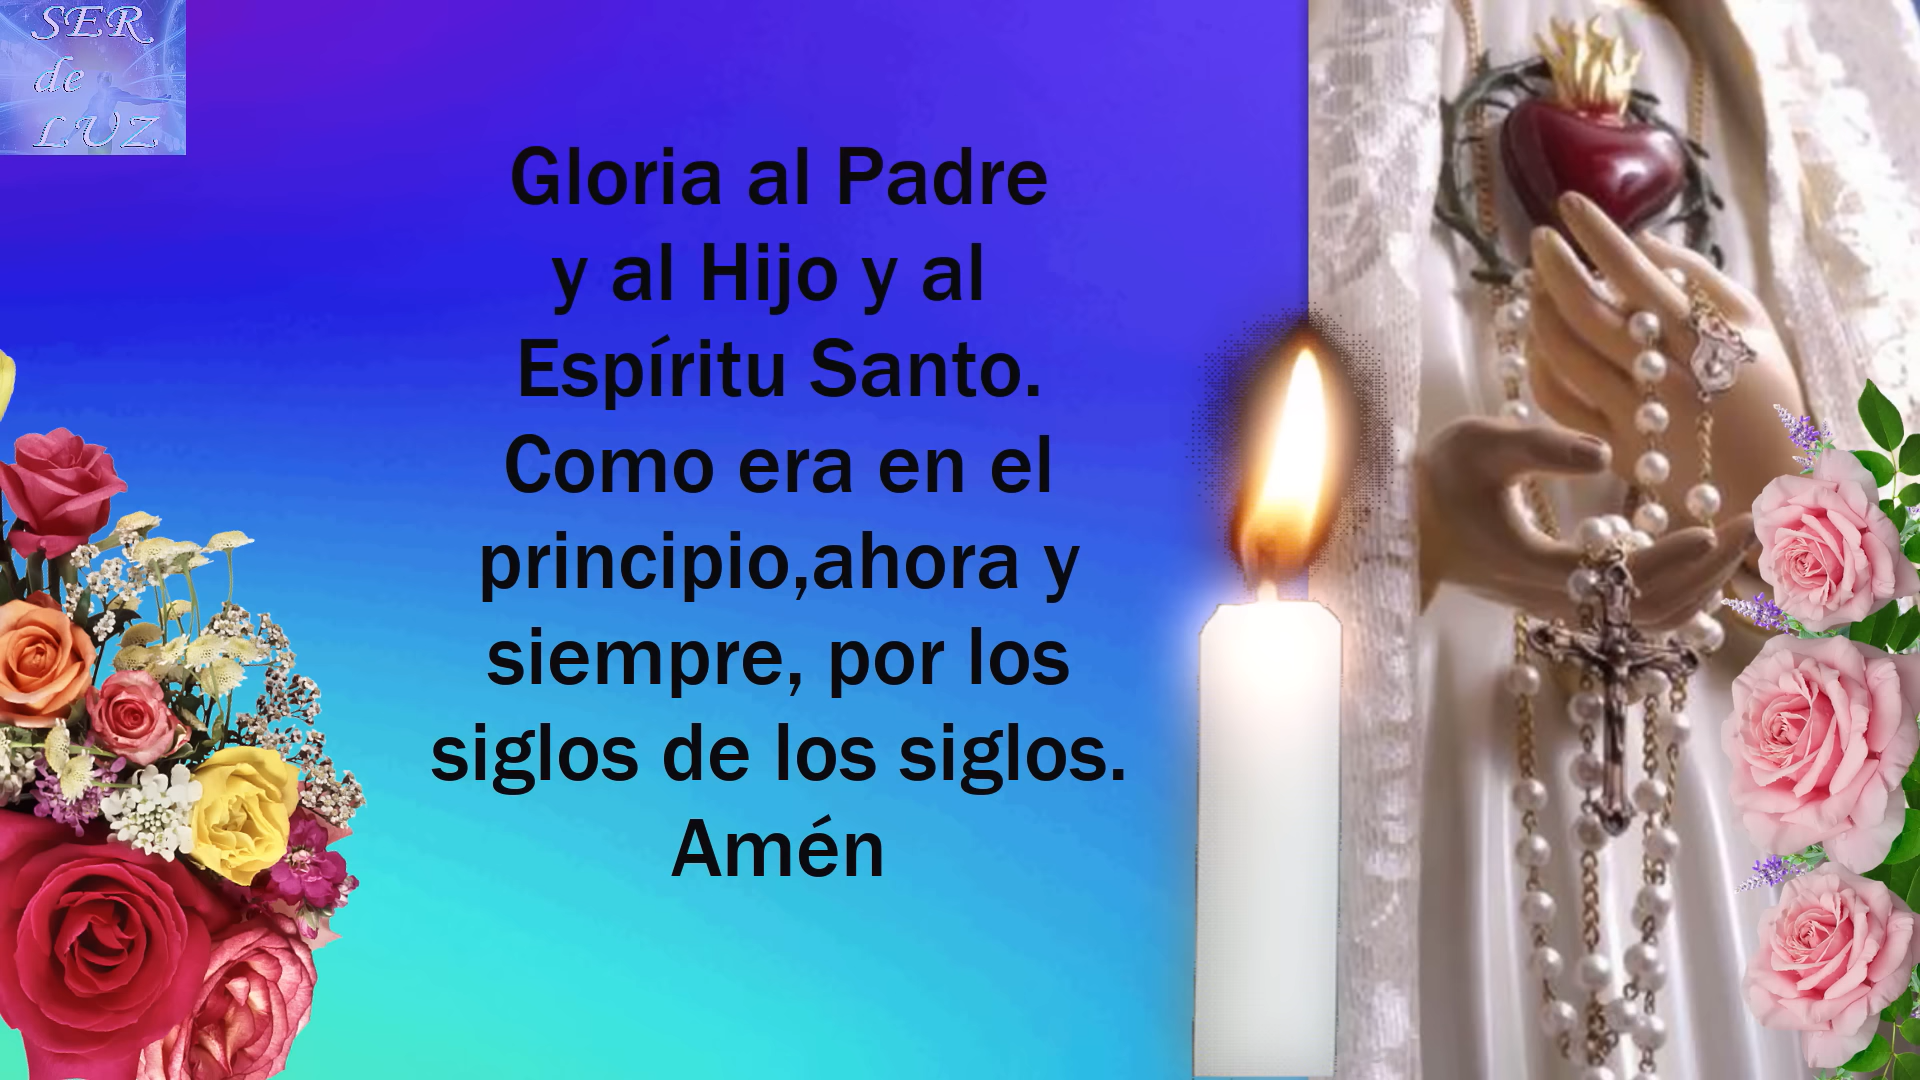 SER
de
LUZ
Gloria al Padre
y al Hijo y al
Espíritu Santo.
Como era en el
principio,ahora y
siempre, por los
siglos de los siglos.
Amén